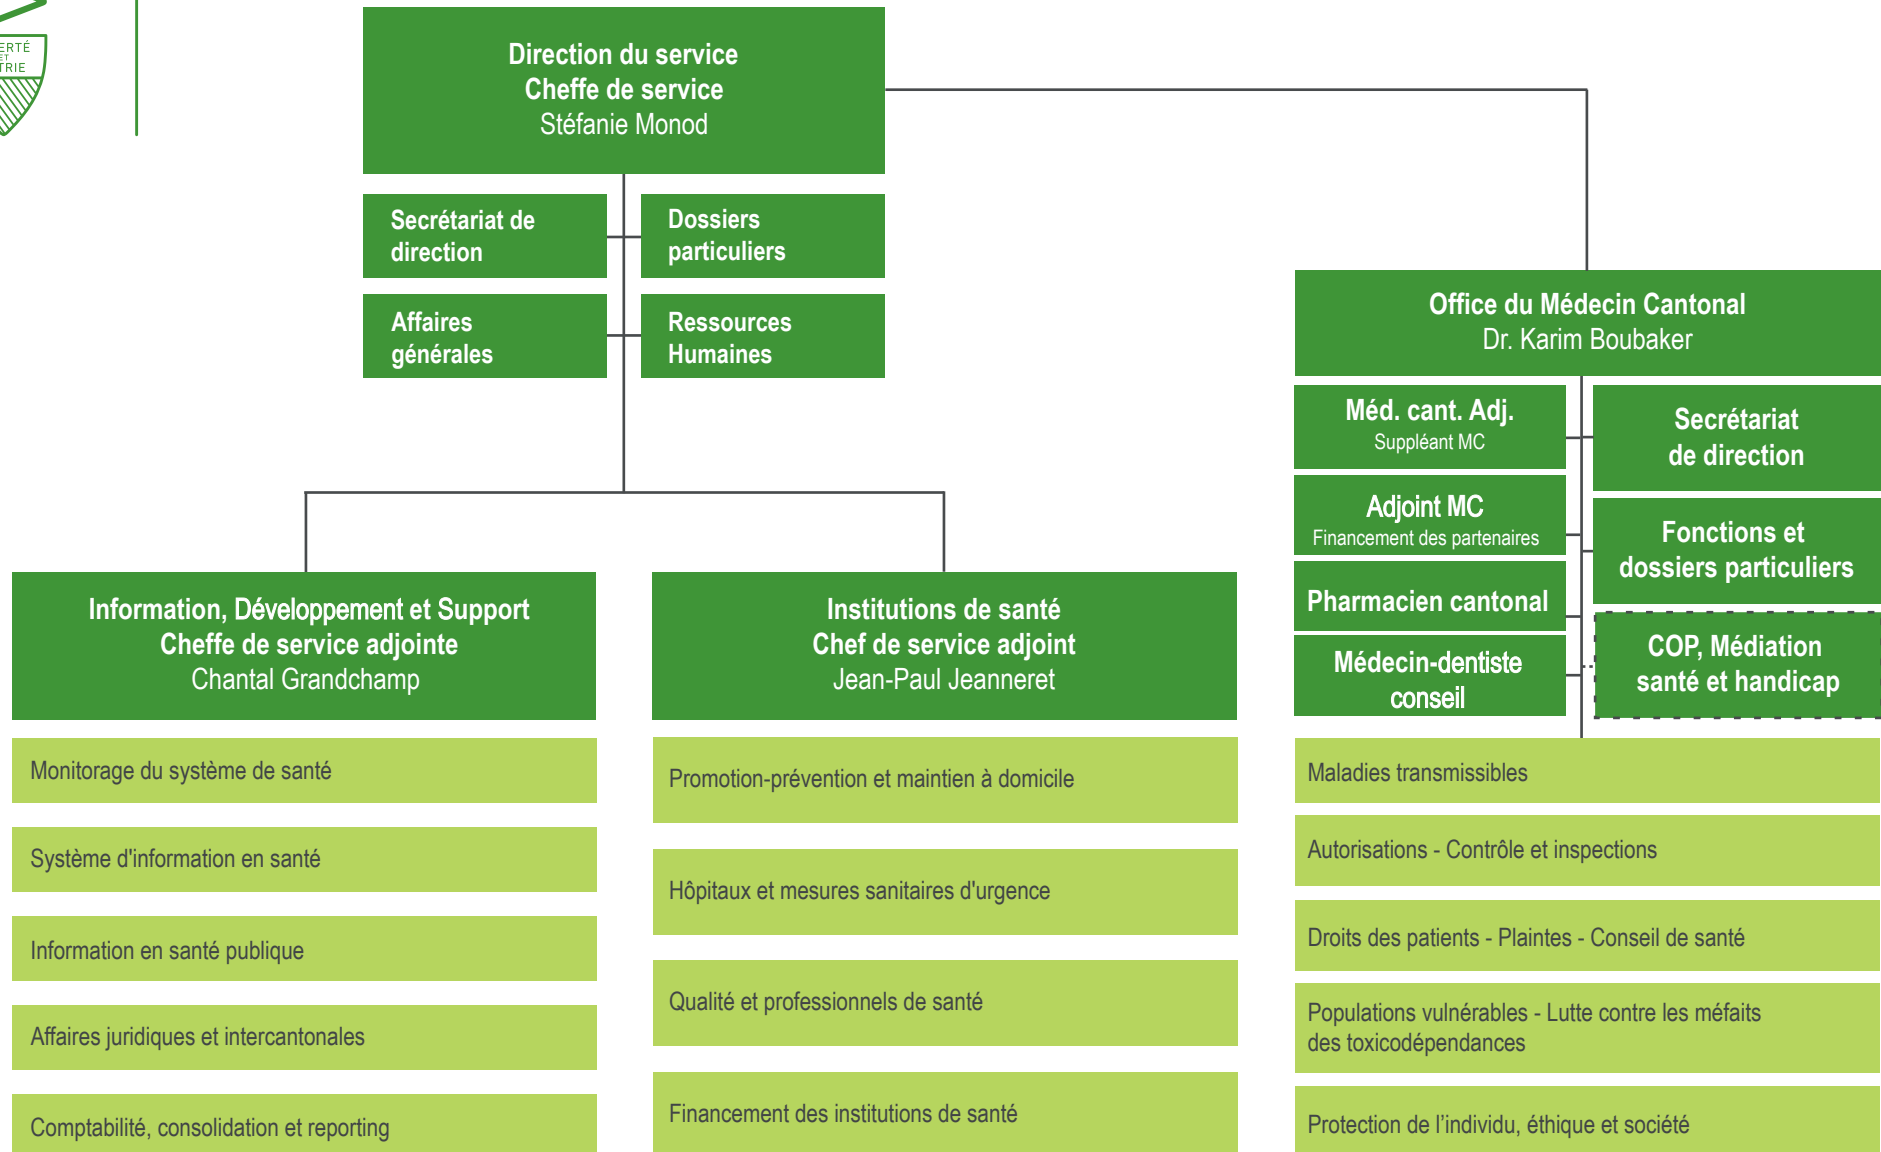 ERTÉ
ET
TRIE
Direction du service
Cheffe de service
Stéfanie Monod
Secrétariat de
direction
Dossiers
particuliers
Affaires
générales
Ressources
Humaines
Office du Médecin Cantonal
Dr. Karim Boubaker
Méd. cant. Adj.
Suppléant MC
Secrétariat
de direction
Adjoint MC
Financement des partenaires
Fonctions et
dossiers particuliers
Pharmacien cantonal
Médecin-dentiste
conseil
COP, Médiation
santé et handicap
Information, Développement et Support
Cheffe de service adjointe
Chantal Grandchamp
Monitorage du système de santé
Système d'information en santé
Information en santé publique
Affaires juridiques et intercantonales
Comptabilité, consolidation et reporting
Institutions de santé
Chef de service adjoint
Jean-Paul Jeanneret
Promotion-prévention et maintien à domicile
Hôpitaux et mesures sanitaires d'urgence
Qualité et professionnels de santé
Financement des institutions de santé
Maladies transmissibles
Autorisations - Contrôle et inspections
Droits des patients - Plaintes - Conseil de santé
Populations vulnérables - Lutte contre les méfaits
des toxicodépendances
Protection de l’individu, éthique et société